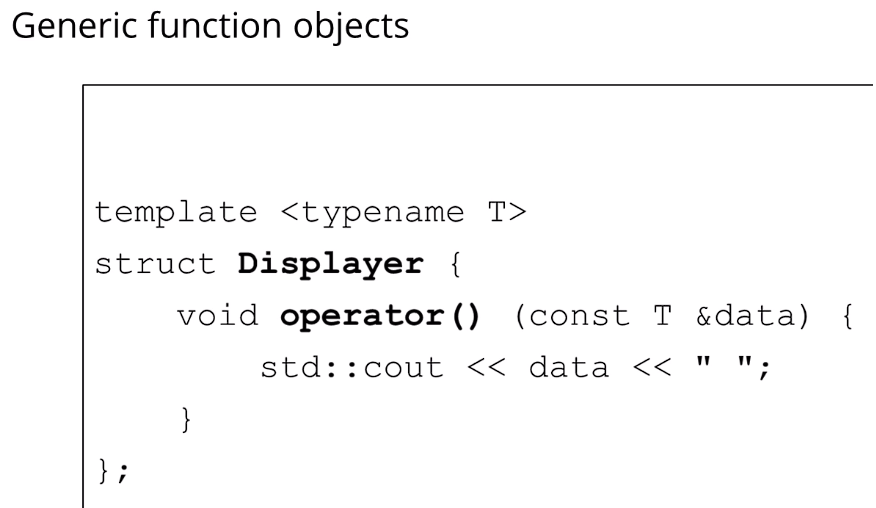 Generic function objects
template <typename T>
struct Displayer {
void operator() (const T &data) {
std::cout << data << " ";
}
};